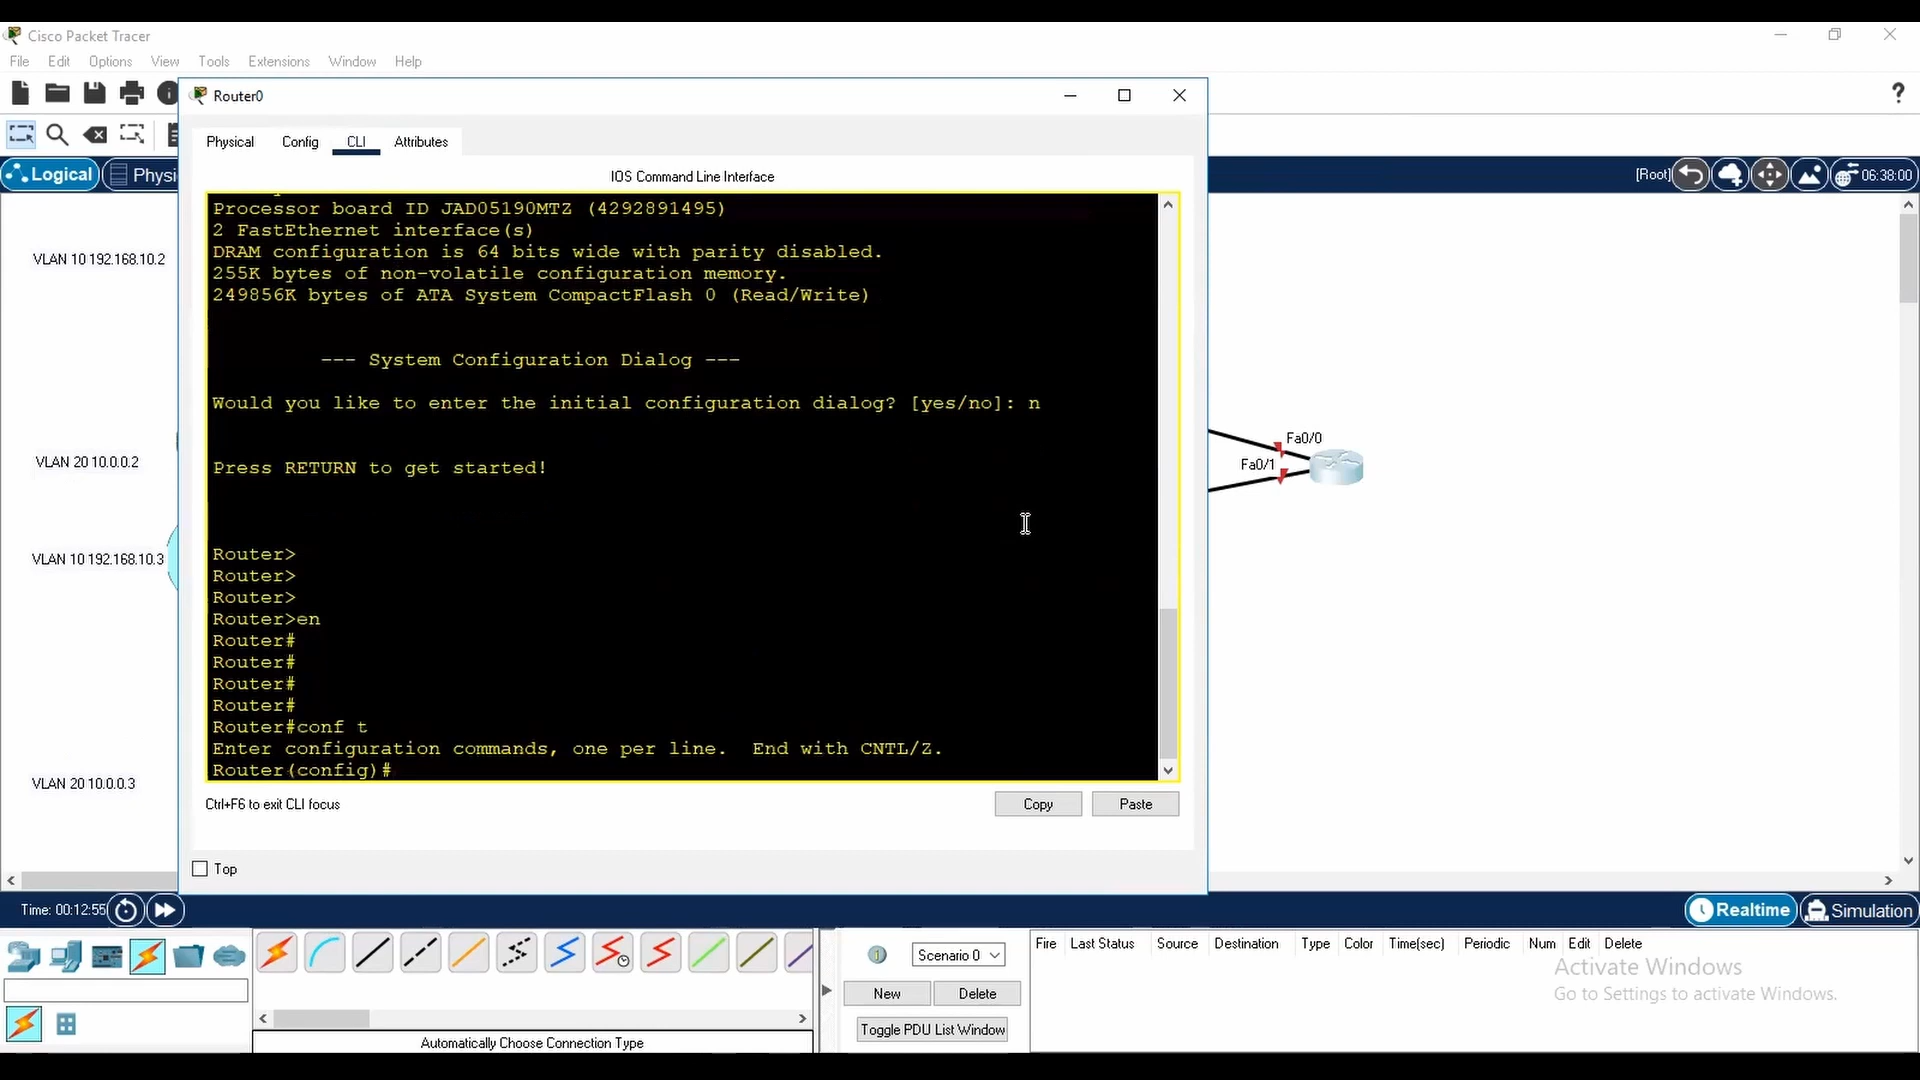 Cisco Packet Tracer
File Edit Options View Tools Extensions Window Help
Router0
?
Physical Config CLI Attributes
Logical
IOS Command Line Interface
[Root]
06:38:00
VLAN 10 192.168.10.2
VLAN 20 10.0.0.2
VLAN 10 192.168.10.3
VLAN 20 10.0.0.3
Processor board ID JAD05190MTZ (4292891495)
2 FastEthernet interface(s)
DRAM configuration is 64 bits wide with parity disabled.
255K bytes of non-volatile configuration memory.
249856K bytes of ATA System CompactFlash 0 (Read/Write)
--- System Configuration Dialog ---
Would you like to enter the initial configuration dialog? [yes/no]: n
Press RETURN to get started!
Router>
Router>
Router>
Router>en
Router#
Router#
Router#
Router#
Router#conf t
Enter configuration commands, one per line.  End with CNTL/Z.
Router(config)#
Fa0/0
Fa0/1
Ctrl+F6 to exit CLI focus
Copy
Paste
Top
Time: 00:12:55
Realtime
Simulation
Scenario 0
New
Delete
Toggle PDU List Window
Fire Last Status Source Destination Type Color Time(sec) Periodic Num Edit Delete
Activate Windows
Go to Settings to activate Windows.
Automatically Choose Connection Type